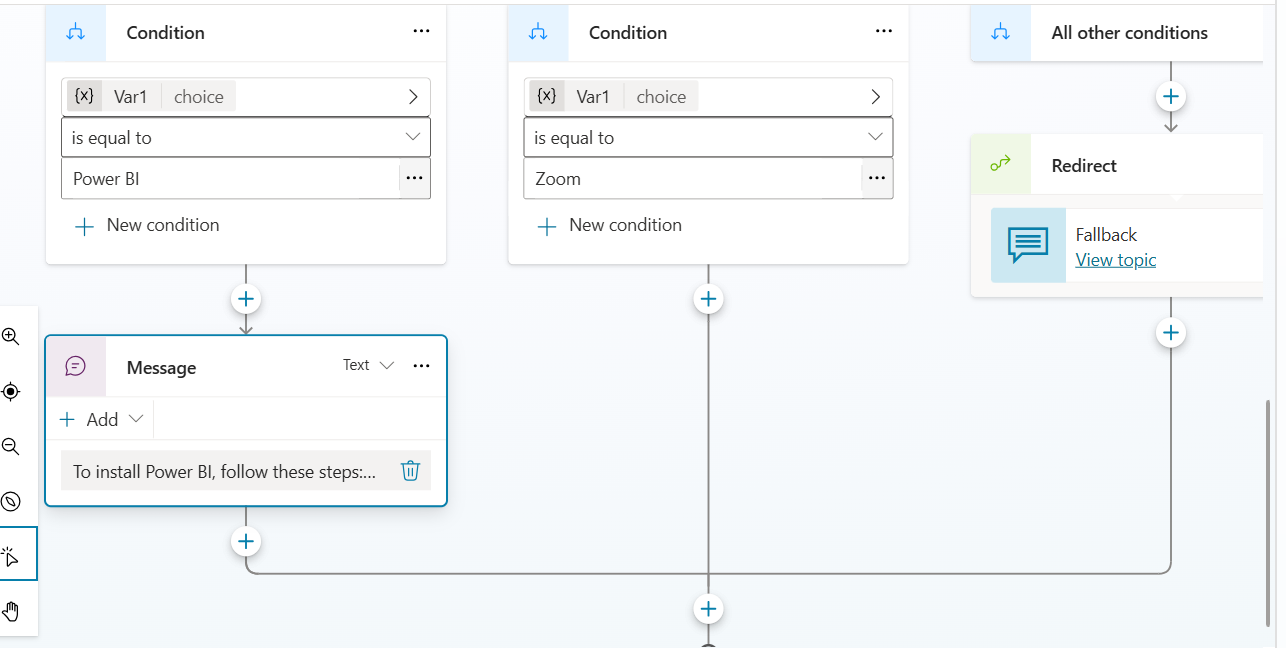 Condition
{x} Var1 choice
is equal to
Power BI
New condition
Condition
{x} Var1 choice
is equal to
Zoom
New condition
All other conditions
Redirect
Fallback
View topic
Message Text
Add
To install Power BI, follow these steps:...